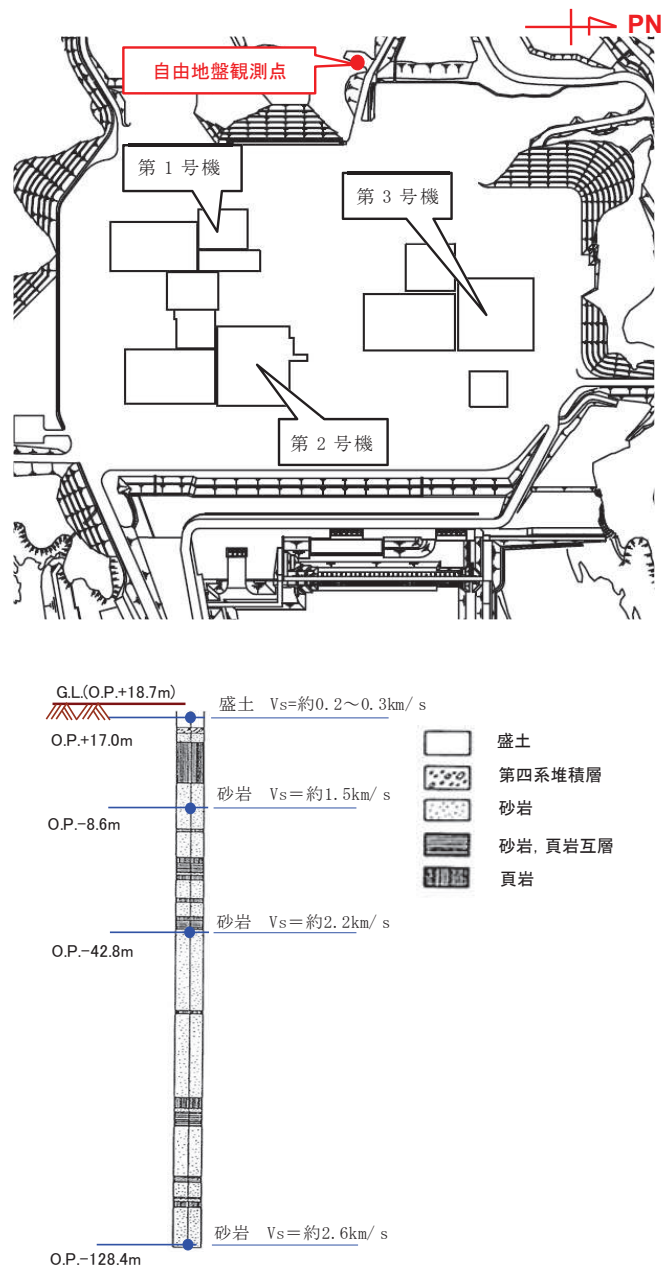 PN
自由地盤観測点
第1号機
第3号機
第2号機
G.L.(O.P.+18.7m)
盛土 Vs=約0.2～0.3km/s
O.P.+17.0m
砂岩 Vs=約1.5km/s
O.P.-8.6m
砂岩 Vs=約2.2km/s
O.P.-42.8m
砂岩 Vs=約2.6km/s
O.P.-128.4m
盛土
第四系堆積層
砂岩
砂岩, 頁岩互層
頁岩